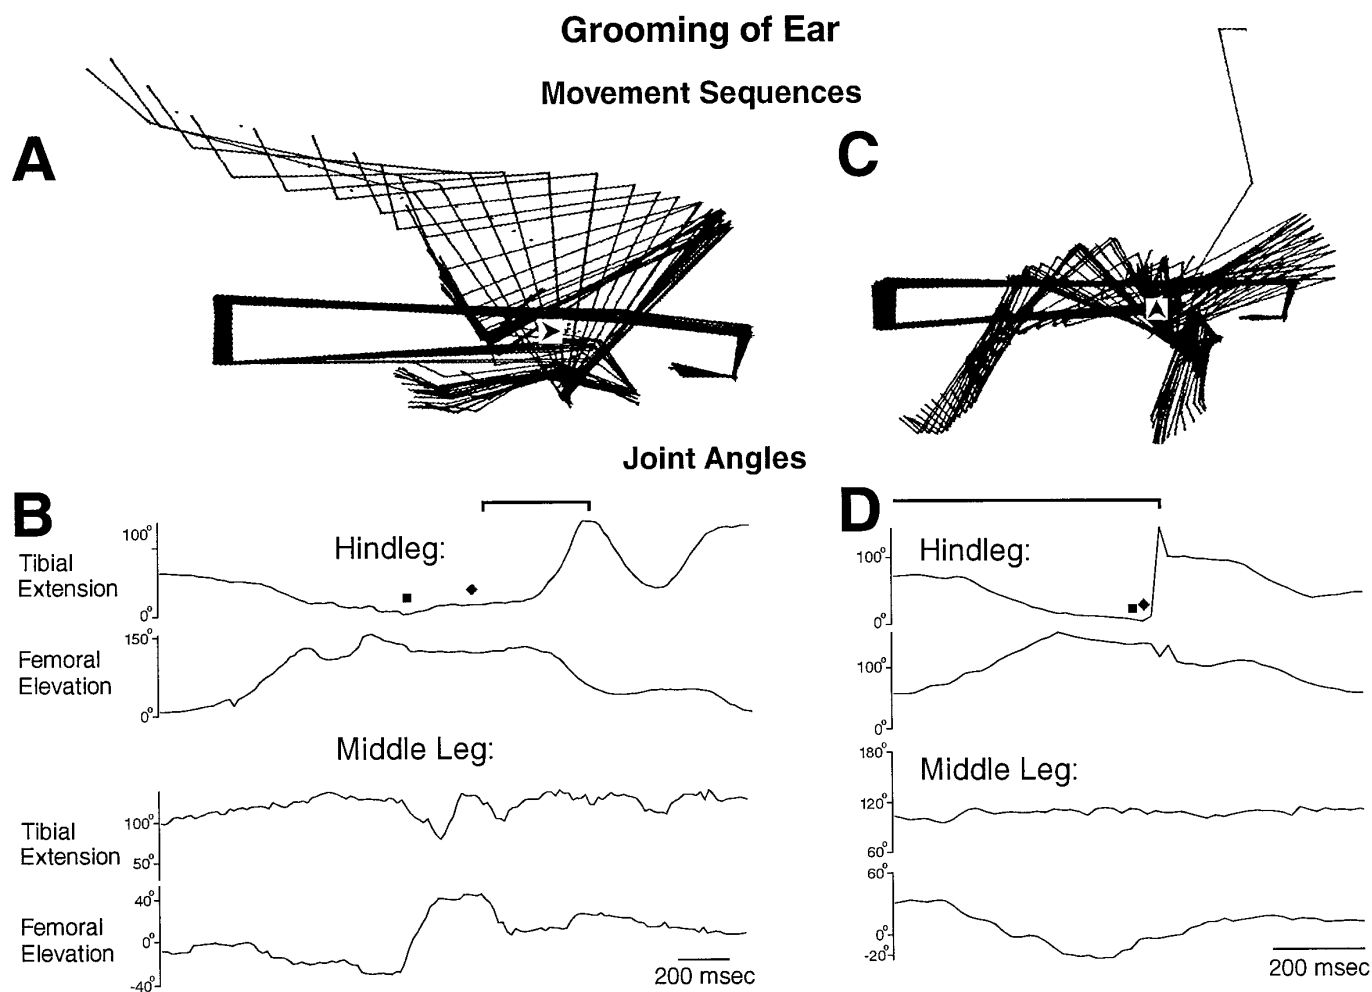 Grooming of Ear
Movement Sequences
A
C
Joint Angles
B
D
Hindleg:
Tibial
Extension
100°
0°
Femoral
Elevation
150°
0°
Middle Leg:
Tibial
Extension
100°
50°
Femoral
Elevation
40°
0°
-40°
200 msec
Hindleg:
100°
0°
100°
0°
Middle Leg:
180°
120°
60°
60°
0°
-20°
200 msec